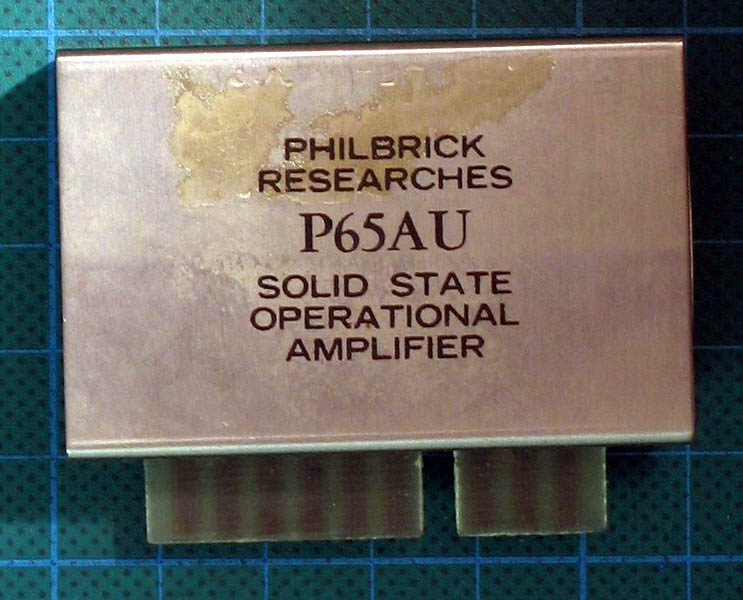 PHILBRICK
RESEARCHES
P65AU
SOLID STATE
OPERATIONAL
AMPLIFIER